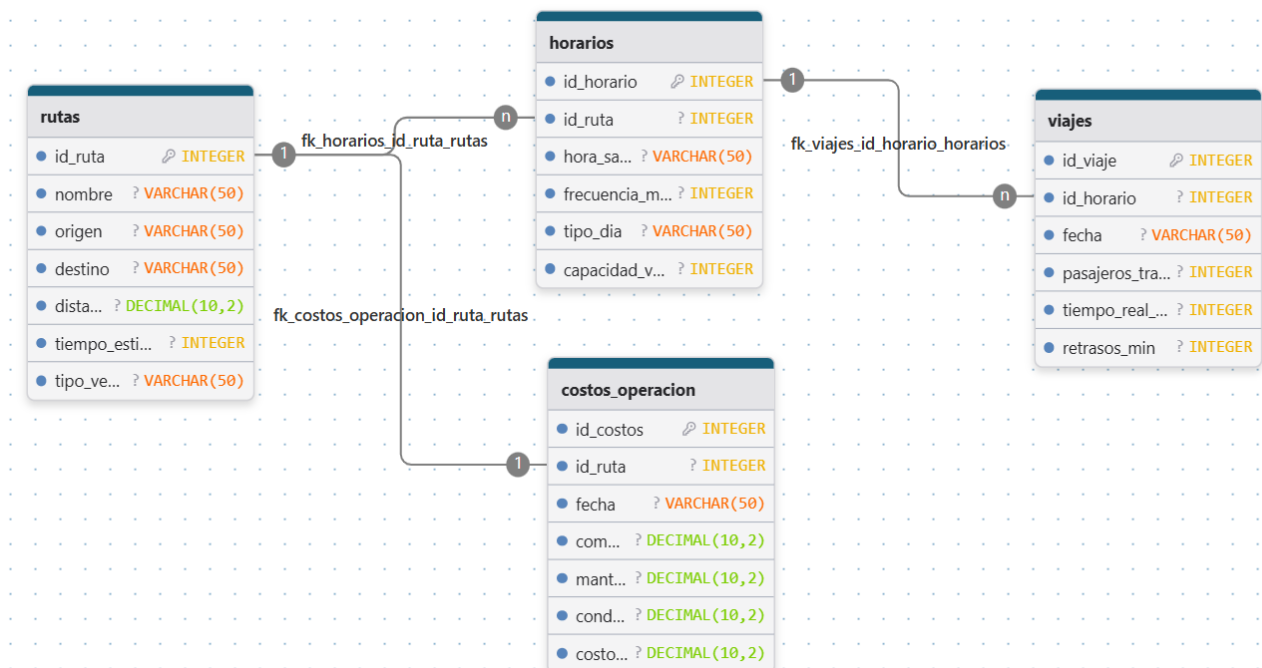 rutas
id_ruta INTEGER
nombre ? VARCHAR(50)
origen ? VARCHAR(50)
destino ? VARCHAR(50)
dista... ? DECIMAL(10,2)
tiempo_esti... ? INTEGER
tipo_ve... ? VARCHAR(50)
1
fk_horarios_id_ruta_rutas
n
horarios
id_horario INTEGER
id_ruta ? INTEGER
hora_sa... ? VARCHAR(50)
frecuencia_m... ? INTEGER
tipo_dia ? VARCHAR(50)
capacidad_v... ? INTEGER
1
fk_viajes_id_horario_horarios
n
viajes
id_viaje INTEGER
id_horario ? INTEGER
fecha ? VARCHAR(50)
pasajeros_tra... ? INTEGER
tiempo_real_... ? INTEGER
retrasos_min ? INTEGER
fk_costos_operacion_id_ruta_rutas
1
costos_operacion
id_costos INTEGER
id_ruta ? INTEGER
fecha ? VARCHAR(50)
com... ? DECIMAL(10,2)
mant... ? DECIMAL(10,2)
cond... ? DECIMAL(10,2)
costo... ? DECIMAL(10,2)